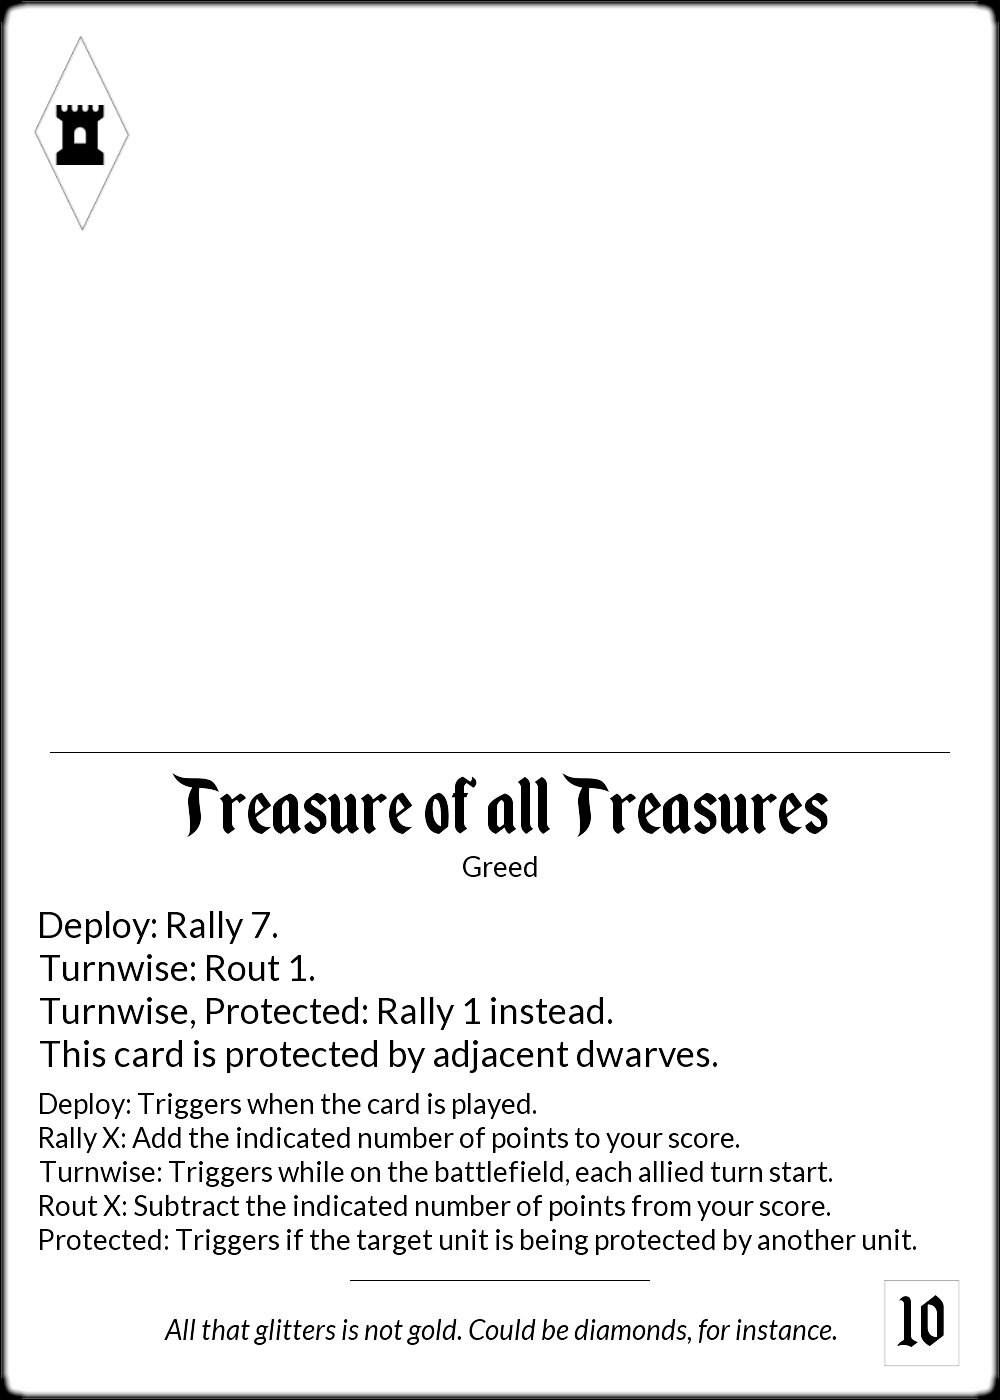 Treasure of all Treasures
Greed
Deploy: Rally 7.
Turnwise: Rout 1.
Turnwise, Protected: Rally 1 instead.
This card is protected by adjacent dwarves.
Deploy: Triggers when the card is played.
Rally X: Add the indicated number of points to your score.
Turnwise: Triggers while on the battlefield, each allied turn start.
Rout X: Subtract the indicated number of points from your score.
Protected: Triggers if the target unit is being protected by another unit.
All that glitters is not gold. Could be diamonds, for instance.
10